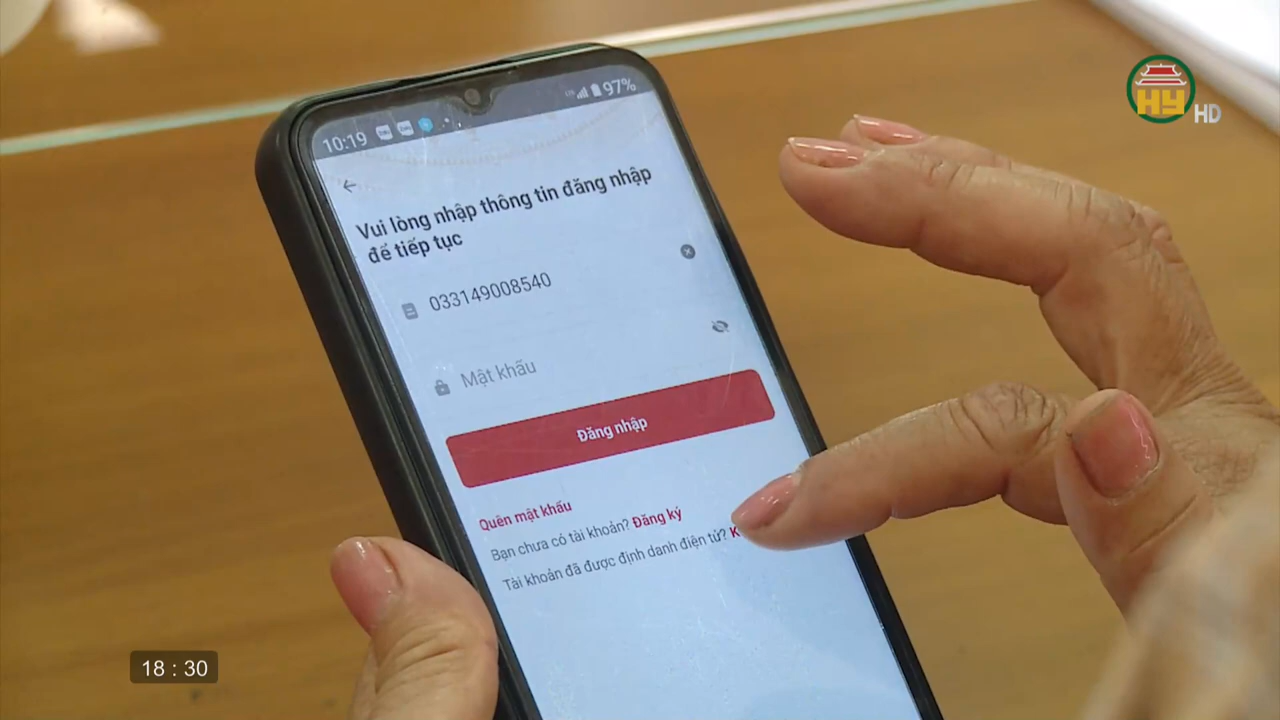 HY HD
10:19
97%
Vui lòng nhập thông tin đăng nhập
để tiếp tục
033149008540
Mật khẩu
Đăng nhập
Quên mật khẩu
Bạn chưa có tài khoản? Đăng ký
Tài khoản đã được định danh điện tử? K
18 : 30